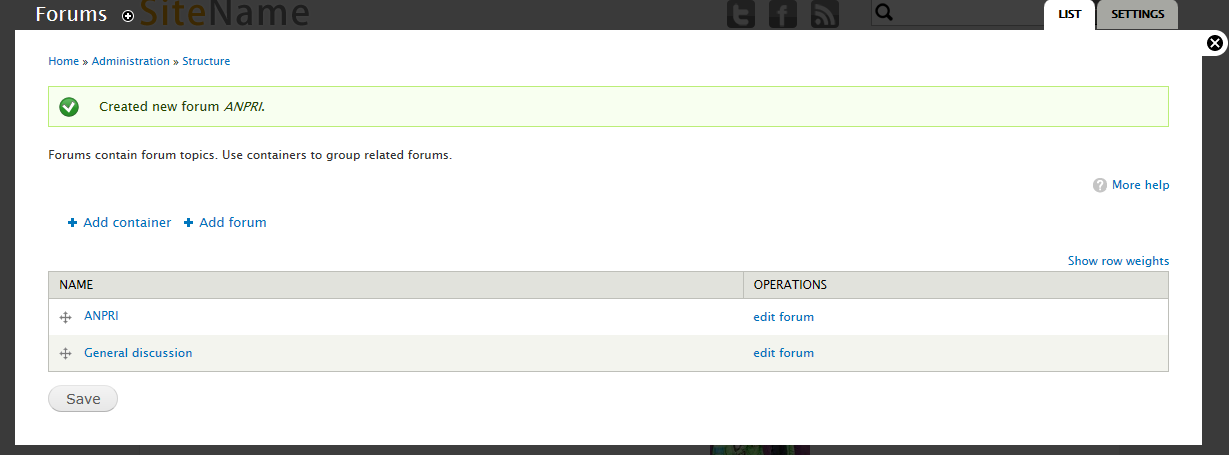 Forums
SiteName
LIST
SETTINGS
Home » Administration » Structure
Created new forum ANPRI.
Forums contain forum topics. Use containers to group related forums.
More help
Add container Add forum
Show row weights
NAME OPERATIONS
ANPRI edit forum
General discussion edit forum
Save